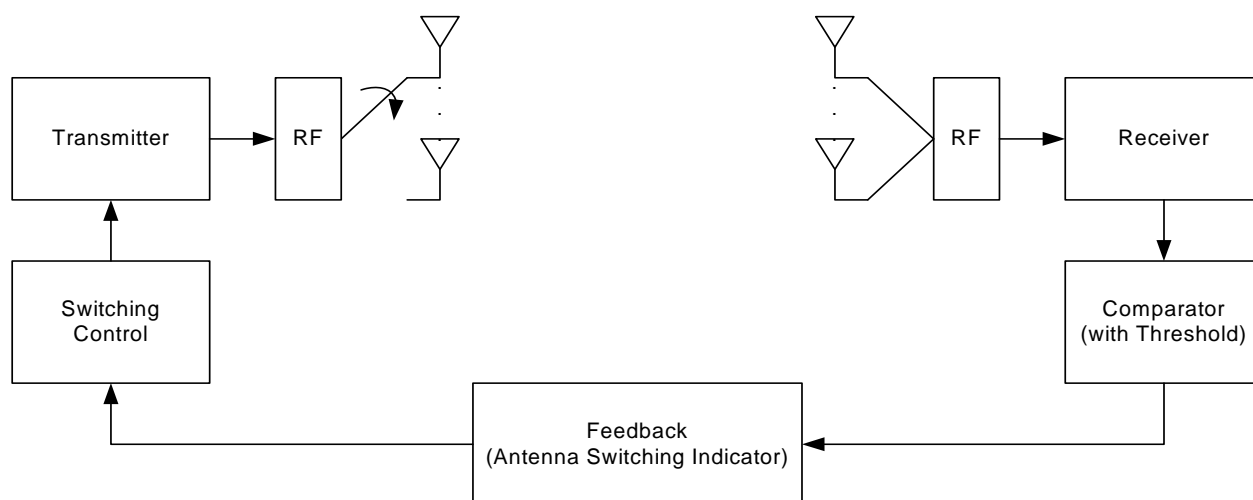 Transmitter
RF
RF
Receiver
Switching
Control
Comparator
(with Threshold)
Feedback
(Antenna Switching Indicator)